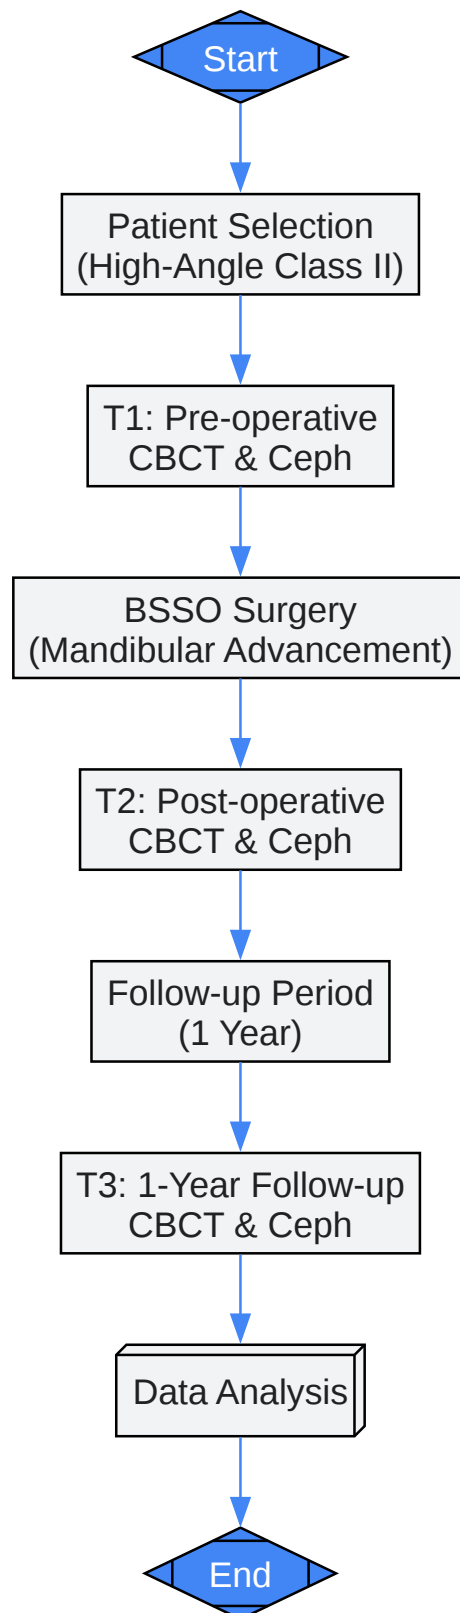 Start
Patient Selection
(High-Angle Class II)
T1: Pre-operative
CBCT & Ceph
BSSO Surgery
(Mandibular Advancement)
T2: Post-operative
CBCT & Ceph
Follow-up Period
(1 Year)
T3: 1-Year Follow-up
CBCT & Ceph
Data Analysis
End